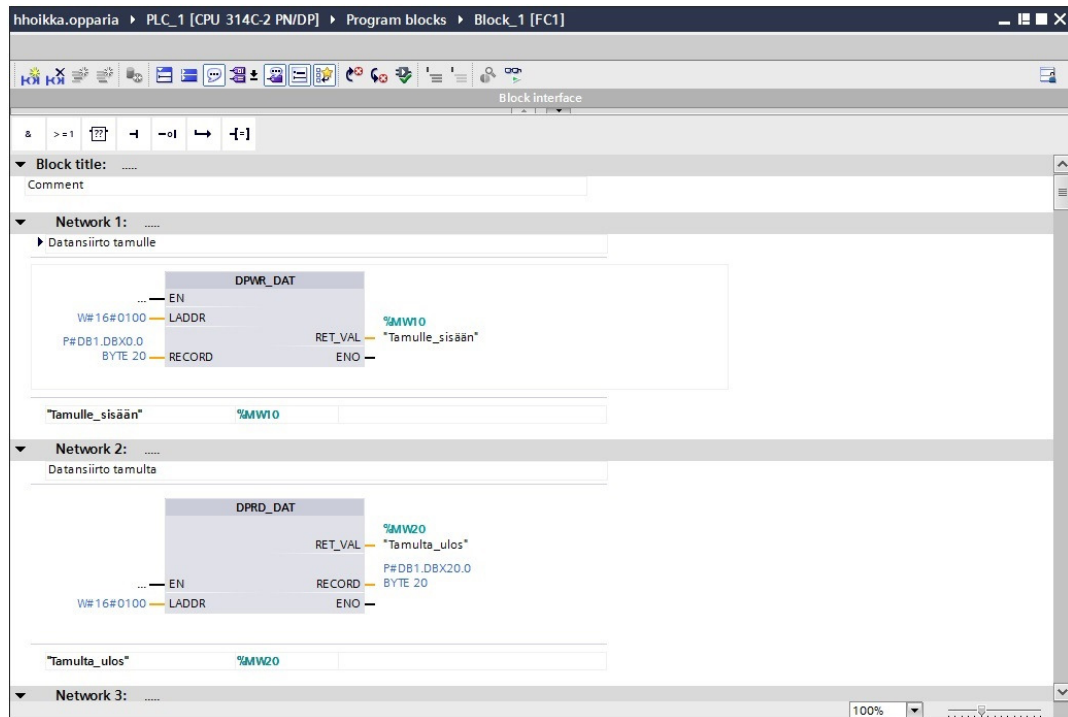 hhoikka.opparia ▸ PLC_1 [CPU 314C-2 PN/DP] ▸ Program blocks ▸ Block_1 [FC1]
Block interface
& >=1 ?? -[=]
Block title: .....
Comment
Network 1: .....
Datansiirto tamulle
DPWR_DAT
... EN
W#16#0100 LADDR
%MW10
P#DB1.DBX0.0
RET_VAL "Tamulle_sisään"
BYTE 20 RECORD ENO
"Tamulle_sisään" %MW10
Network 2: .....
Datansiirto tamulta
DPRD_DAT
%MW20
RET_VAL "Tamulta_ulos"
P#DB1.DBX20.0
... EN RECORD BYTE 20
W#16#0100 LADDR ENO
"Tamulta_ulos" %MW20
Network 3: .....
100%